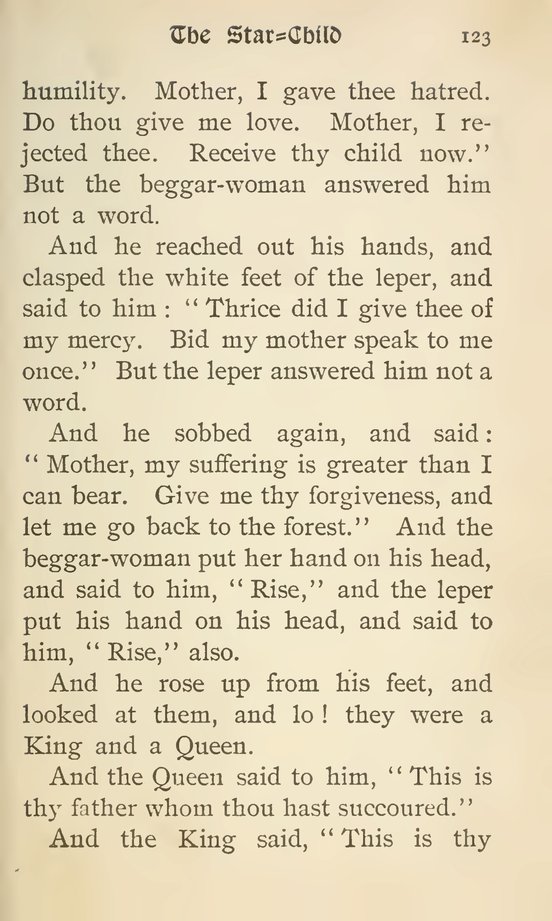 The Star=Child 123
humility. Mother, I gave thee hatred.
Do thou give me love. Mother, I re-
jected thee. Receive thy child now.''
But the beggar-woman answered him
not a word.
And he reached out his hands, and
clasped the white feet of the leper, and
said to him : '' Thrice did I give thee of
my mercy. Bid my mother speak to me
once.'' But the leper answered him not a
word.
And he sobbed again, and said :
'' Mother, my suffering is greater than I
can bear. Give me thy forgiveness, and
let me go back to the forest.'' And the
beggar-woman put her hand on his head,
and said to him, '' Rise,'' and the leper
put his hand on his head, and said to
him, '' Rise,'' also.
And he rose up from his feet, and
looked at them, and lo ! they were a
King and a Queen.
And the Queen said to him, '' This is
thy father whom thou hast succoured.''
And the King said, '' This is thy